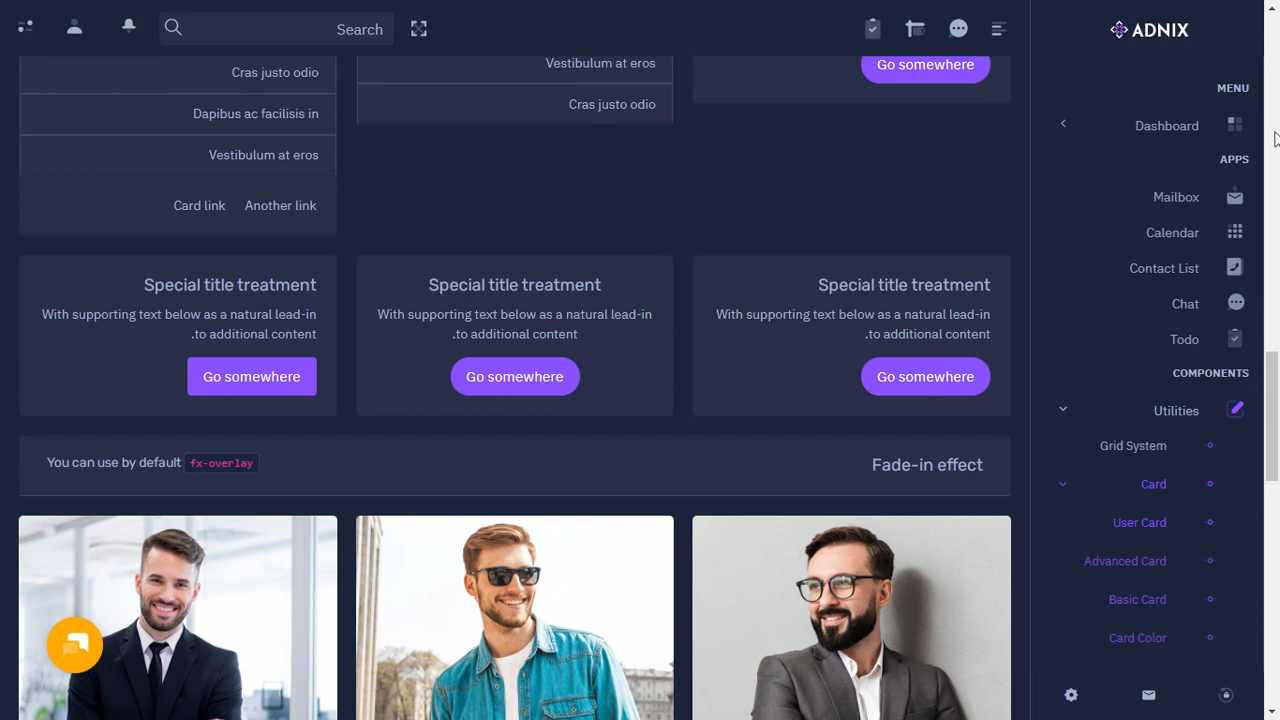 Search
ADNIX
MENU
Dashboard
APPS
Mailbox
Calendar
Contact List
Chat
Todo
COMPONENTS
Utilities
Grid System
Card
User Card
Advanced Card
Basic Card
Card Color
Cras justo odio
Dapibus ac facilisis in
Vestibulum at eros
Card link Another link
Vestibulum at eros
Cras justo odio
Go somewhere
Special title treatment
With supporting text below as a natural lead-in
.to additional content
Go somewhere
Special title treatment
With supporting text below as a natural lead-in
.to additional content
Go somewhere
Special title treatment
With supporting text below as a natural lead-in
.to additional content
Go somewhere
You can use by default fx-overlay
Fade-in effect